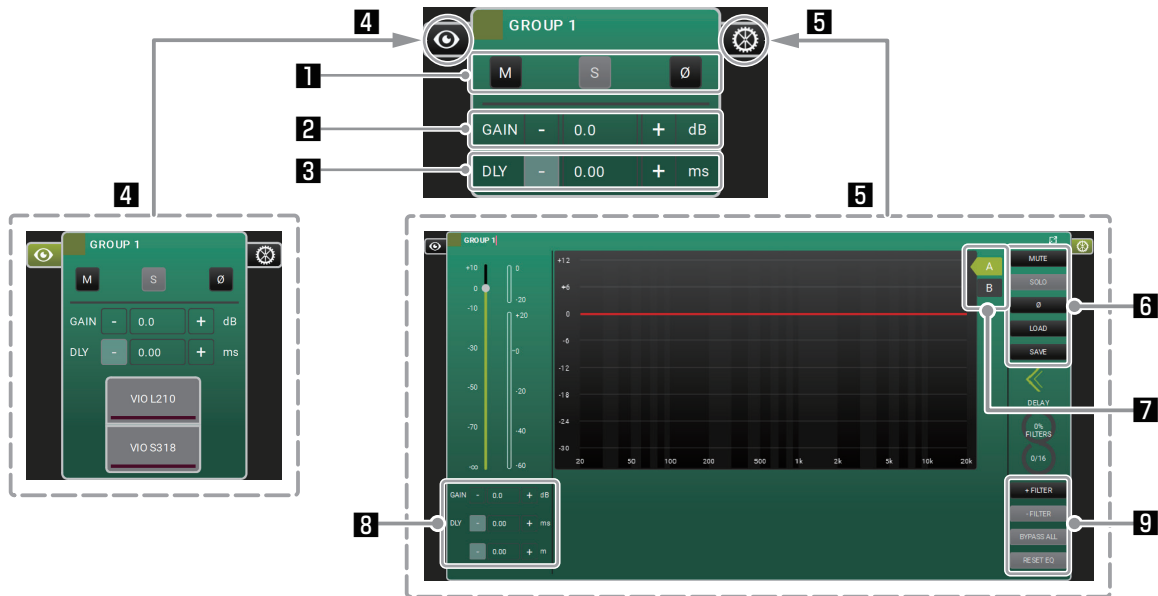 4
GROUP 1
5
1
M S Ø
2
GAIN - 0.0 + dB
3
DLY - 0.00 + ms
4
5
GROUP 1
M S Ø
GAIN - 0.0 + dB
DLY - 0.00 + ms
VIO L210
VIO S318
GROUP 1
+10
0
-10
-30
-50
-70
-∞
0
-20
+20
-0
-20
-40
-60
+12
+6
0
-6
-12
-18
-24
-30
20 50 100 200 500 1k 2k 5k 10k 20k
A
B
7
MUTE
SOLO
Ø
LOAD
SAVE
6
DELAY
0%
FILTERS
0/16
8
GAIN - 0.0 + dB
DLY - 0.00 + ms
- 0.00 + m
+ FILTER
- FILTER
BYPASS ALL
RESET EQ
9